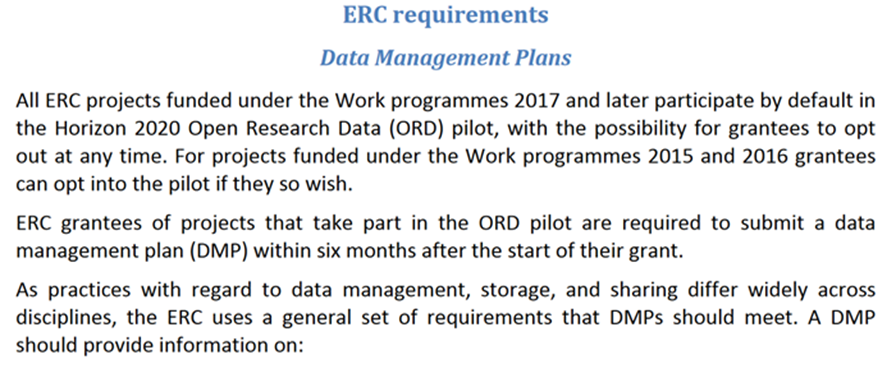 ERC requirements
Data Management Plans
All ERC projects funded under the Work programmes 2017 and later participate by default in
the Horizon 2020 Open Research Data (ORD) pilot, with the possibility for grantees to opt
out at any time. For projects funded under the Work programmes 2015 and 2016 grantees
can opt into the pilot if they so wish.
ERC grantees of projects that take part in the ORD pilot are required to submit a data
management plan (DMP) within six months after the start of their grant.
As practices with regard to data management, storage, and sharing differ widely across
disciplines, the ERC uses a general set of requirements that DMPs should meet. A DMP
should provide information on: